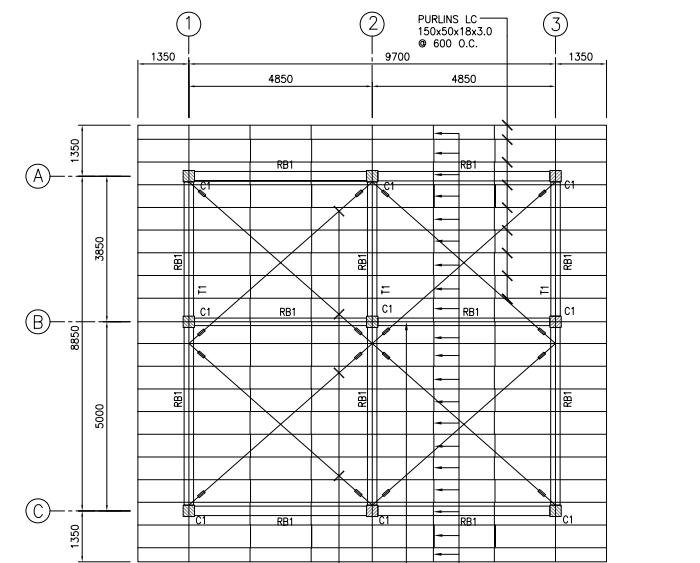 1
2
3
PURLINS LC
150x50x18x3.0
@ 600 O.C.
1350
9700
1350
4850
4850
1350
RB1
RB1
A
C1
C1
C1
3850
RB1
RB1
RB1
T1
T1
T1
C1
C1
C1
RB1
RB1
B
8850
5000
RB1
RB1
RB1
C
C1
C1
C1
RB1
RB1
1350